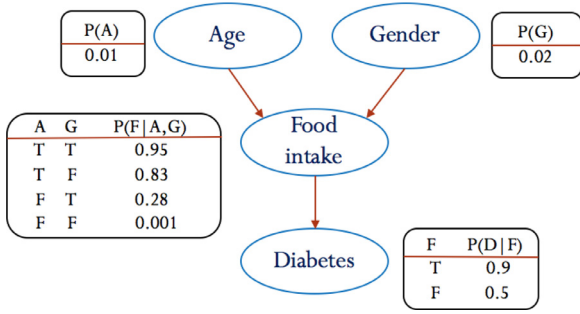 P(A)
0.01
Age
Gender
P(G)
0.02
A G P(F|A,G)
T T 0.95
T F 0.83
F T 0.28
F F 0.001
Food
intake
Diabetes
F P(D|F)
T 0.9
F 0.5